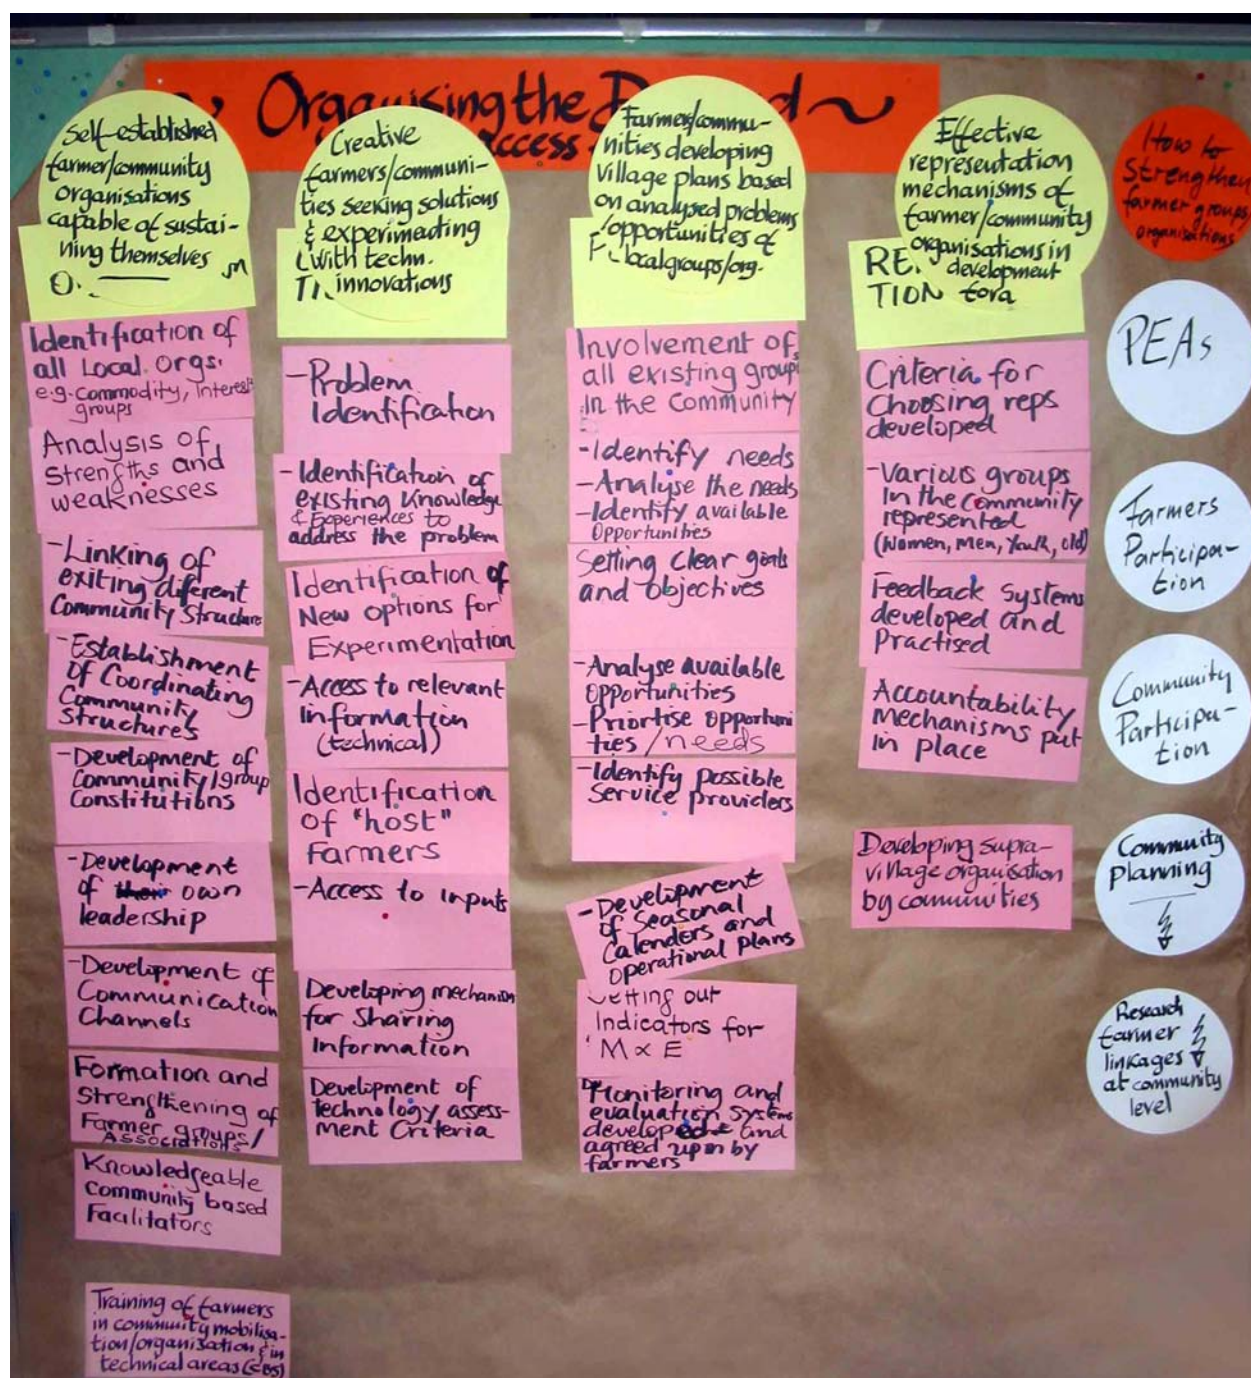 ~ Organising the D d ~
Access
Self-established
farmer/community
organisations
capable of sustai-
ning themselves
O
Identification of
all Local Orgs.
e.g. commodity, Interest
groups
Analysis of
Strengths and
weaknesses
-Linking of
exiting different
Community Structure
-Establishment
Of Coordinating
Community
Structures
-Development of
Community/group
Constitutions
-Development
of own
leadership
-Development of
Communication
Channels
Formation and
Strengthening of
Farmer groups/
Associations
Knowledgeable
Community based
Facilitators
Training of farmers
in community mobilisa-
tion/organisation & in
technical areas (CBS)
Creative
farmers/communi-
ties seeking solutions
& experimeading
with techn.
innovations
-Problem
Identification
-Identification of
existing Knowledge
& Experiences to
address the problem
Identification of
New options for
Experimentation
-Access to relevant
Information
(technical)
Identification
of "host"
Farmers
-Access to inputs
Developing mechanism
for Sharing
Information
Development of
technology assess-
ment Criteria
Farmer/commu-
nities developing
Village plans based
on analysed problems
/opportunities of
local groups/org.
Involvement of
all existing group
In the Community
-Identify needs
-Analyse the needs
-Identify available
Opportunities
Setting Clear goals
and objectives
-Analyse available
Opportunities
-Priortise opportuni
ties/needs
-Identify possible
Service providers
-Development
of Seasonal
Calenders and
operational plans
Setting out
Indicators for
M & E
Monitoring and
evaluation systems
developed and
agreed upon by
farmers
Effective
representation
mechanisms of
farmer/community
organisations in
RE development
TION fora
Criteria for
Choosing reps
developed
-Various groups
In the Community
represented
(Women, Men, Youth, old)
Feedback Systems
developed and
Practised
Accountability
Mechanisms put
in place
Developing supra-
village organisation
by communities
How to
Strengthen
farmer groups/
organisations
PEAs
Farmers
Participa-
tion
Community
Participa-
tion
Community
planning
Research
farmer
linkages
at community
level